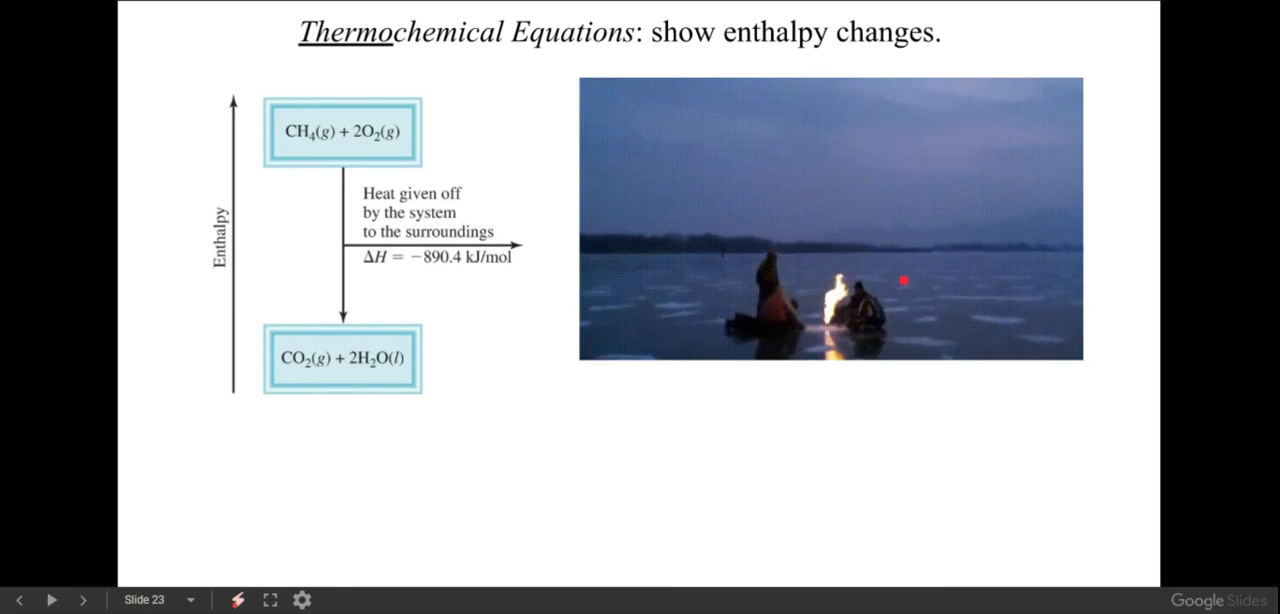 Thermochemical Equations: show enthalpy changes.
Enthalpy
CH₄(g) + 2O₂(g)
Heat given off
by the system
to the surroundings
ΔH = −890.4 kJ/mol
CO₂(g) + 2H₂O(l)
Slide 23
Google Slides